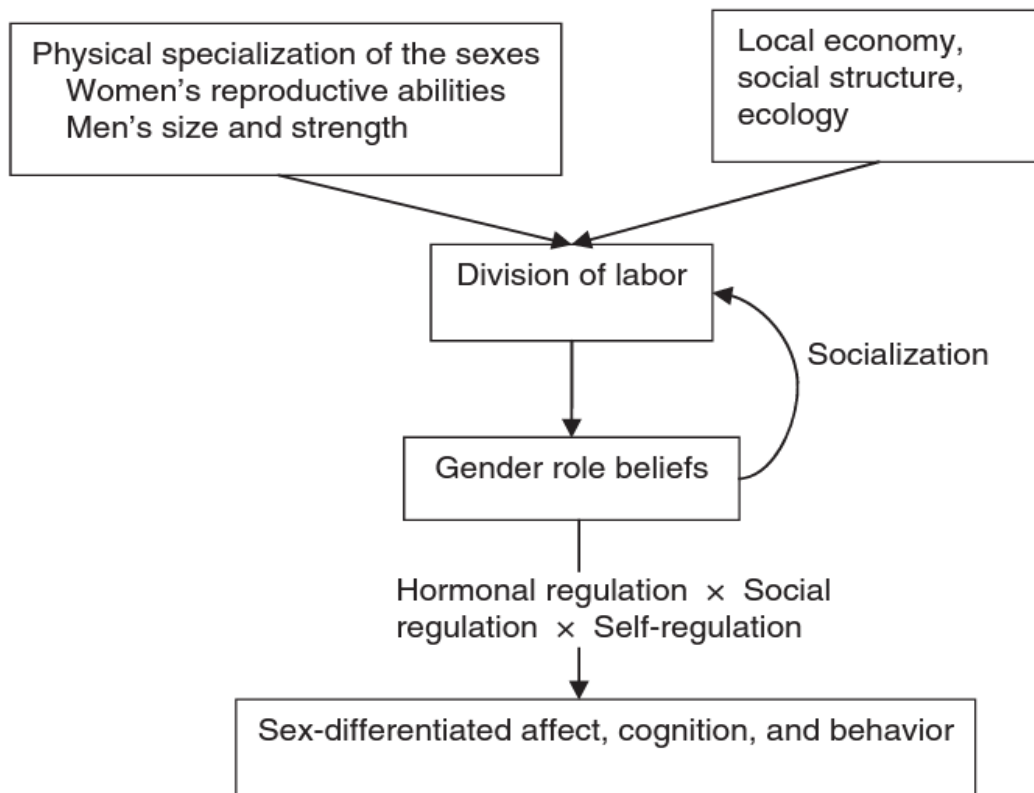 Physical specialization of the sexes
Women’s reproductive abilities
Men’s size and strength
Local economy,
social structure,
ecology
Division of labor
Socialization
Gender role beliefs
Hormonal regulation × Social
regulation × Self-regulation
Sex-differentiated affect, cognition, and behavior